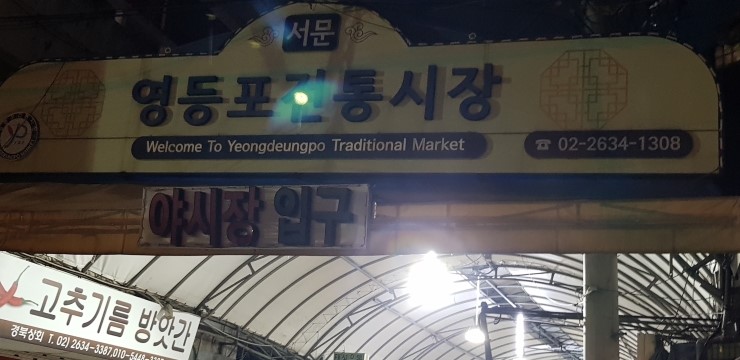 서문
영등포전통시장
Welcome To Yeongdeungpo Traditional Market
☎ 02-2634-1308
야시장 입구
고추기름 방앗간
경북상회 T. 02) 2634-3387,